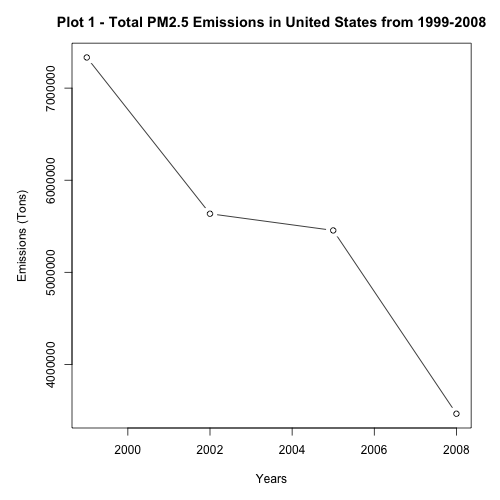 Plot 1 - Total PM2.5 Emissions in United States from 1999-2008
Emissions (Tons)
7000000
6000000
5000000
4000000
2000 2002 2004 2006 2008
Years